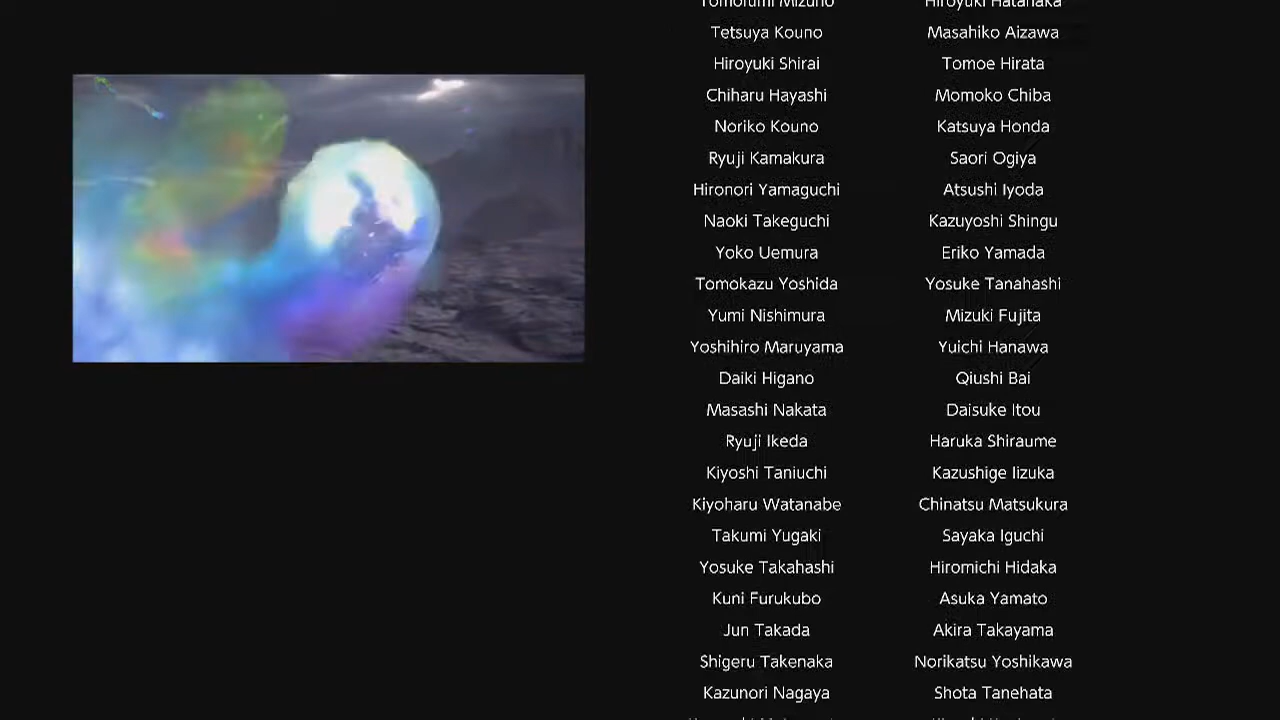 Tomofumi Mizuno Hiroyuki Hatanaka
Tetsuya Kouno Masahiko Aizawa
Hiroyuki Shirai Tomoe Hirata
Chiharu Hayashi Momoko Chiba
Noriko Kouno Katsuya Honda
Ryuji Kamakura Saori Ogiya
Hironori Yamaguchi Atsushi Iyoda
Naoki Takeguchi Kazuyoshi Shingu
Yoko Uemura Eriko Yamada
Tomokazu Yoshida Yosuke Tanahashi
Yumi Nishimura Mizuki Fujita
Yoshihiro Maruyama Yuichi Hanawa
Daiki Higano Qiushi Bai
Masashi Nakata Daisuke Itou
Ryuji Ikeda Haruka Shiraume
Kiyoshi Taniuchi Kazushige Iizuka
Kiyoharu Watanabe Chinatsu Matsukura
Takumi Yugaki Sayaka Iguchi
Yosuke Takahashi Hiromichi Hidaka
Kuni Furukubo Asuka Yamato
Jun Takada Akira Takayama
Shigeru Takenaka Norikatsu Yoshikawa
Kazunori Nagaya Shota Tanehata